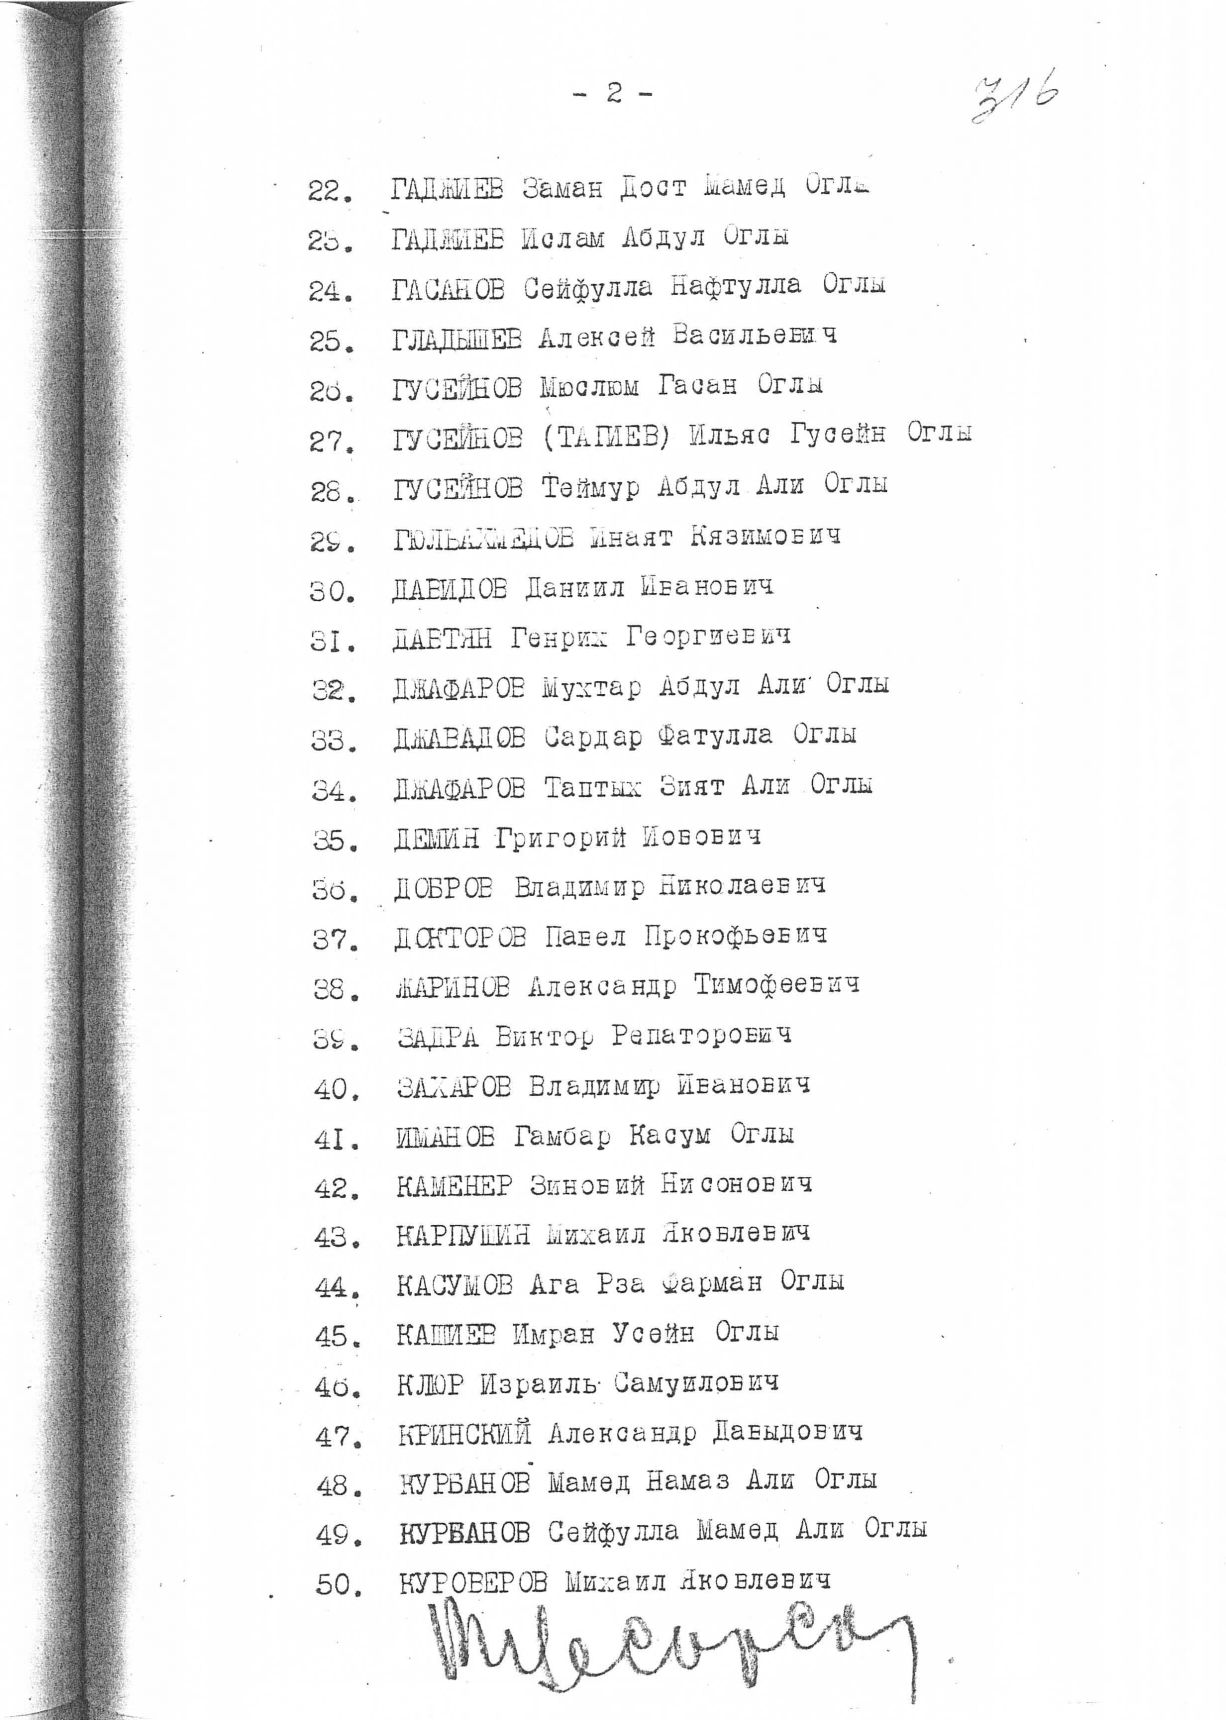 - 2 -
316
22. ГАДЖИЕВ Заман Дост Мамед Оглы
23. ГАДЖИЕВ Ислам Абдул Оглы
24. ГАСАНОВ Сейфулла Нафтулла Оглы
25. ГЛАДЫШЕВ Алексей Васильевич
26. ГУСЕЙНОВ Мюслюм Гасан Оглы
27. ГУСЕЙНОВ (ТАГИЕВ) Ильяс Гусейн Оглы
28. ГУСЕЙНОВ Теймур Абдул Али Оглы
29. ГЮЛЬАХМЕДОВ Инаят Кязимович
30. ДАВИДОВ Даниил Иванович
31. ДАВТЯН Генрих Георгиевич
32. ДЖАФАРОВ Мухтар Абдул Али Оглы
33. ДЖАВАДОВ Сардар Фатулла Оглы
34. ДЖАФАРОВ Таптых Зият Али Оглы
35. ДЕМИН Григорий Иовович
36. ДОБРОВ Владимир Николаевич
37. ДОКТОРОВ Павел Прокофьевич
38. ЖАРИНОВ Александр Тимофеевич
39. ЗАДРА Виктор Репаторович
40. ЗАХАРОВ Владимир Иванович
41. ИМАНОВ Гамбар Касум Оглы
42. КАМЕНЕР Зиновий Нисонович
43. КАРПУШИН Михаил Яковлевич
44. КАСУМОВ Ага Рза Фарман Оглы
45. КАШИЕВ Имран Усейн Оглы
46. КЛЮР Израиль Самуилович
47. КРИНСКИЙ Александр Давыдович
48. КУРБАНОВ Мамед Намаз Али Оглы
49. КУРБАНОВ Сейфулла Мамед Али Оглы
50. КУРОВЕРОВ Михаил Яковлевич